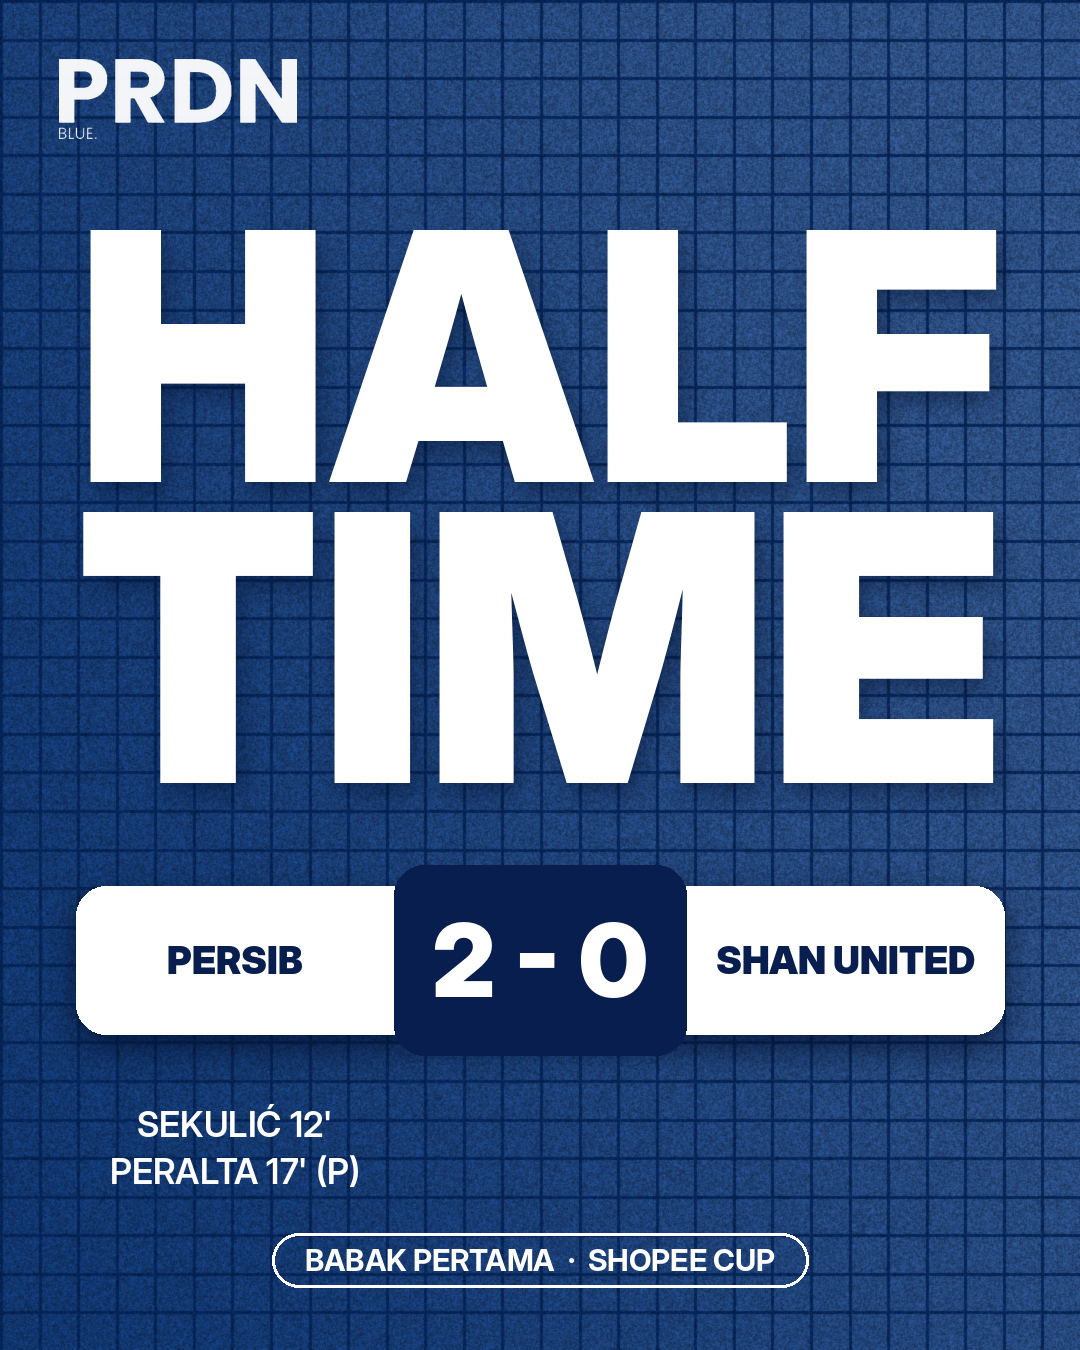 PRDN
BLUE.
HALF
TIME
PERSIB 2 - 0 SHAN UNITED
SEKULIĆ 12'
PERALTA 17' (P)
BABAK PERTAMA · SHOPEE CUP